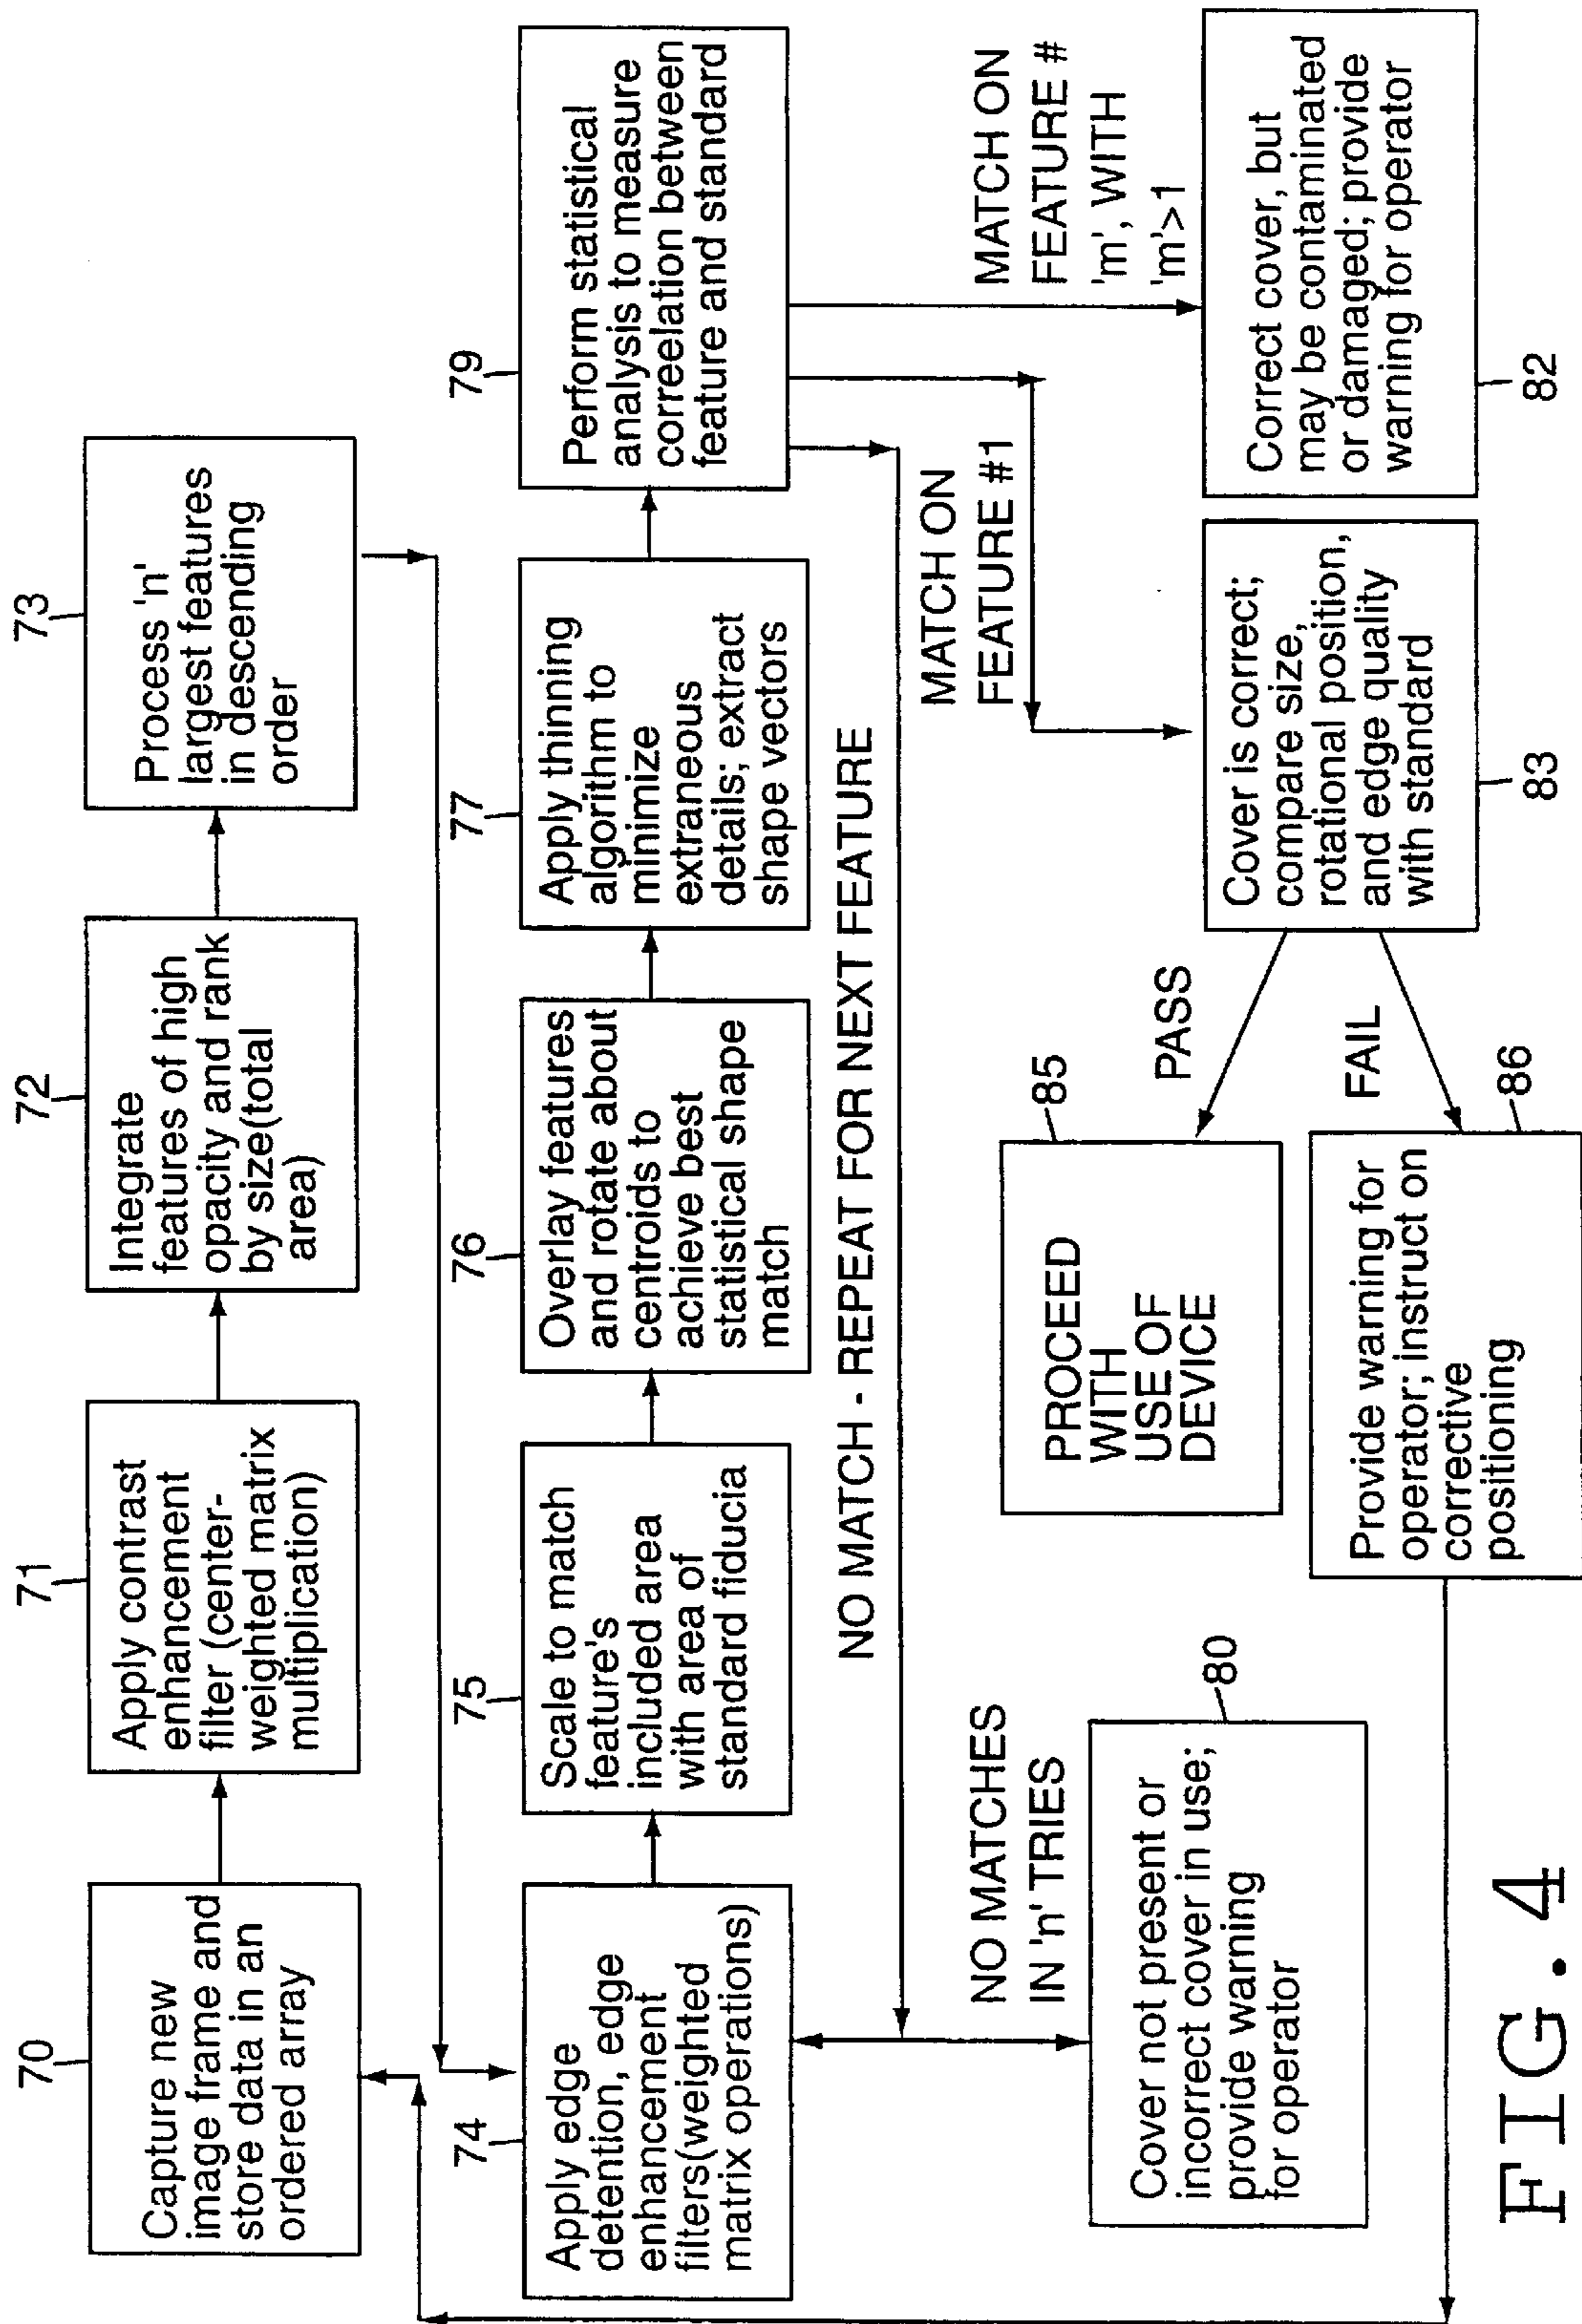 70
Capture new
image frame and
store data in an
ordered array
71
Apply contrast
enhancement
filter (center-
weighted matrix
multiplication)
72
Integrate
features of high
opacity and rank
by size(total
area)
73
Process 'n'
largest features
in descending
order
74
Apply edge
detention, edge
enhancement
filters(weighted
matrix operations)
75
Scale to match
feature's
included area
with area of
standard fiducia
76
Overlay features
and rotate about
centroids to
achieve best
statistical shape
match
77
Apply thinning
algorithm to
minimize
extraneous
details; extract
shape vectors
79
Perform statistical
analysis to measure
correelation between
feature and standard
NO MATCH - REPEAT FOR NEXT FEATURE
MATCH ON
FEATURE #1
MATCH ON
FEATURE #
'm', WITH
'm'>1
NO MATCHES
IN 'n' TRIES
80
Cover not present or
incorrect cover in use;
provide warning
for operator
85
PROCEED
WITH
USE OF
DEVICE
PASS
FAIL
86
Provide warning for
operator; instruct on
corrective
positioning
Cover is correct;
compare size,
rotational position,
and edge quality
with standard
83
Correct cover, but
may be contaminated
or damaged; provide
warning for operator
82
FIG. 4